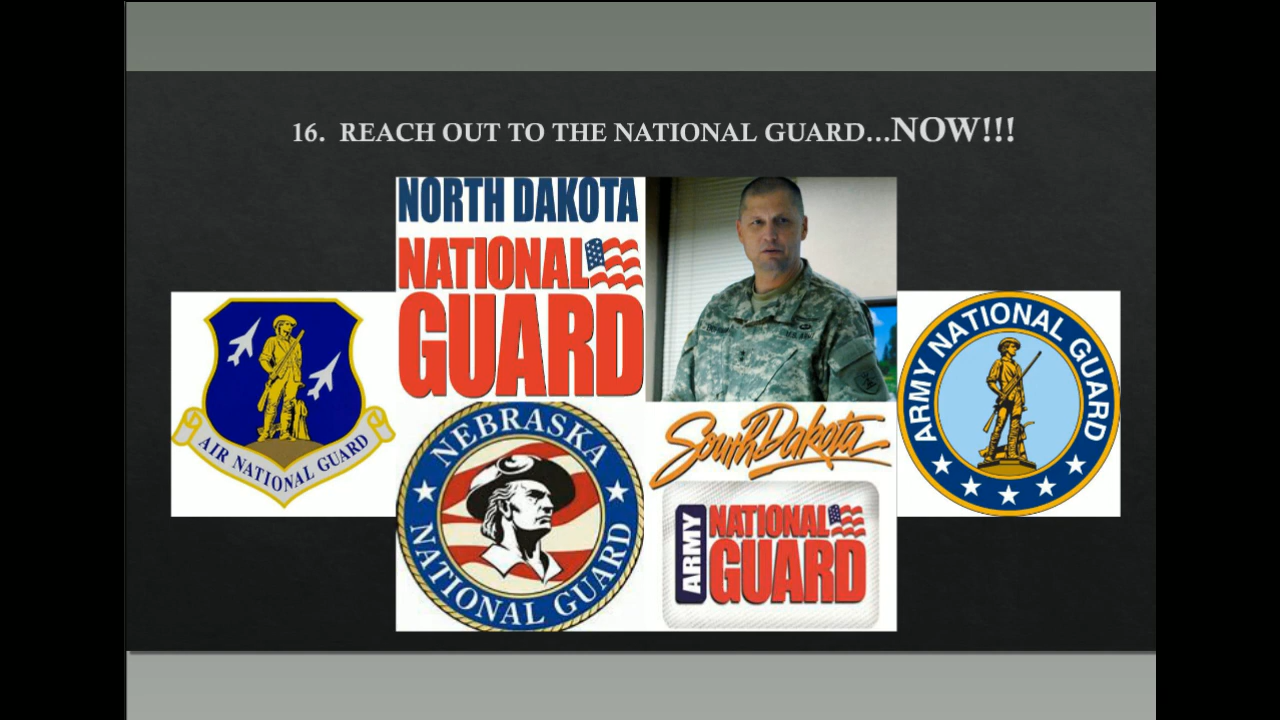 16. REACH OUT TO THE NATIONAL GUARD...NOW!!!
NORTH DAKOTA
NATIONAL
GUARD
AIR NATIONAL GUARD
NEBRASKA
NATIONAL GUARD
South Dakota
ARMY
NATIONAL
GUARD
ARMY NATIONAL GUARD